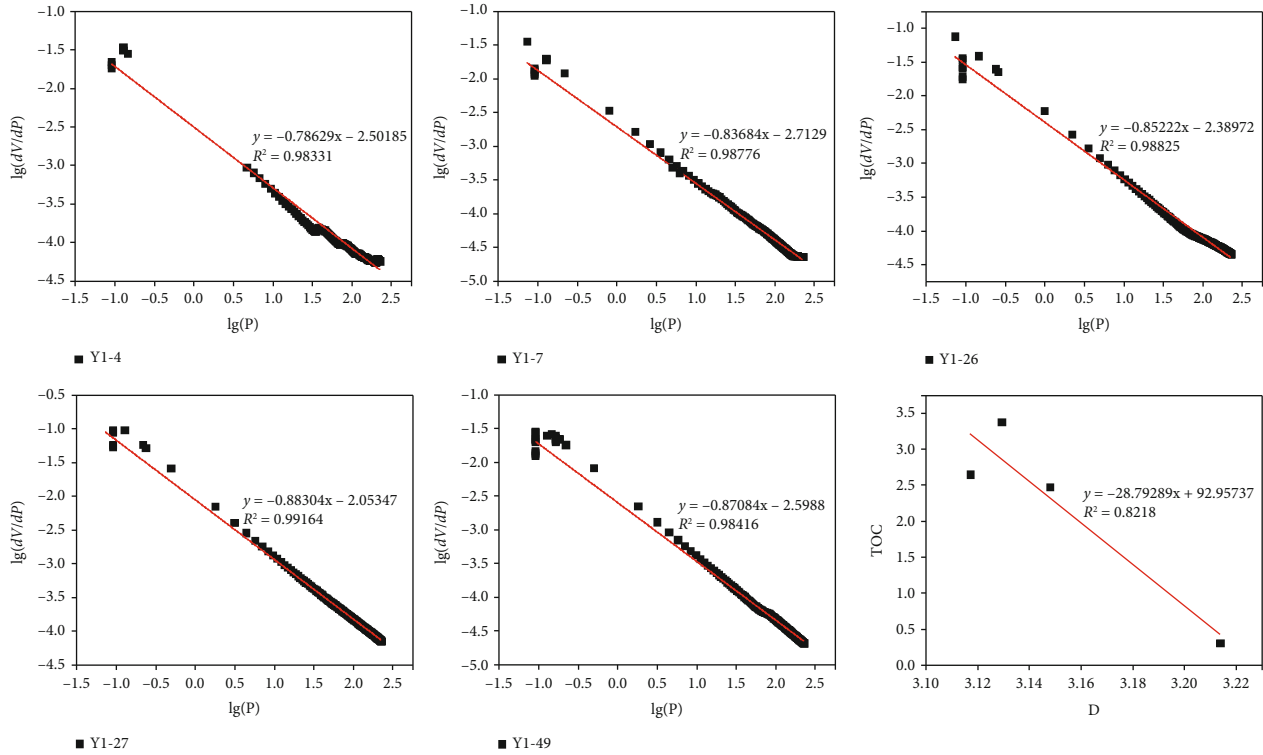 −1.0
−1.5
−2.0
−2.5
−3.0
−3.5
−4.0
−4.5
lg(dV/dP)
y = −0.78629x − 2.50185
R² = 0.98331
−1.5 −1.0 −0.5 0.0 0.5 1.0 1.5 2.0 2.5
lg(P)
Y1-4
−1.0
−1.5
−2.0
−2.5
−3.0
−3.5
−4.0
−4.5
−5.0
lg(dV/dP)
y = −0.83684x − 2.7129
R² = 0.98776
−1.5 −1.0 −0.5 0.0 0.5 1.0 1.5 2.0 2.5
lg(P)
Y1-7
−1.0
−1.5
−2.0
−2.5
−3.0
−3.5
−4.0
−4.5
lg(dV/dP)
y = −0.85222x − 2.38972
R² = 0.98825
−1.5 −1.0 −0.5 0.0 0.5 1.0 1.5 2.0 2.5
lg(P)
Y1-26
−0.5
−1.0
−1.5
−2.0
−2.5
−3.0
−3.5
−4.0
−4.5
lg(dV/dP)
y = −0.88304x − 2.05347
R² = 0.99164
−1.5 −1.0 −0.5 0.0 0.5 1.0 1.5 2.0 2.5
lg(P)
Y1-27
−1.0
−1.5
−2.0
−2.5
−3.0
−3.5
−4.0
−4.5
−5.0
lg(dV/dP)
y = −0.87084x − 2.5988
R² = 0.98416
−1.5 −1.0 −0.5 0.0 0.5 1.0 1.5 2.0 2.5
lg(P)
Y1-49
3.5
3.0
2.5
2.0
1.5
1.0
0.5
0.0
TOC
y = −28.79289x + 92.95737
R² = 0.8218
3.10 3.12 3.14 3.16 3.18 3.20 3.22
D